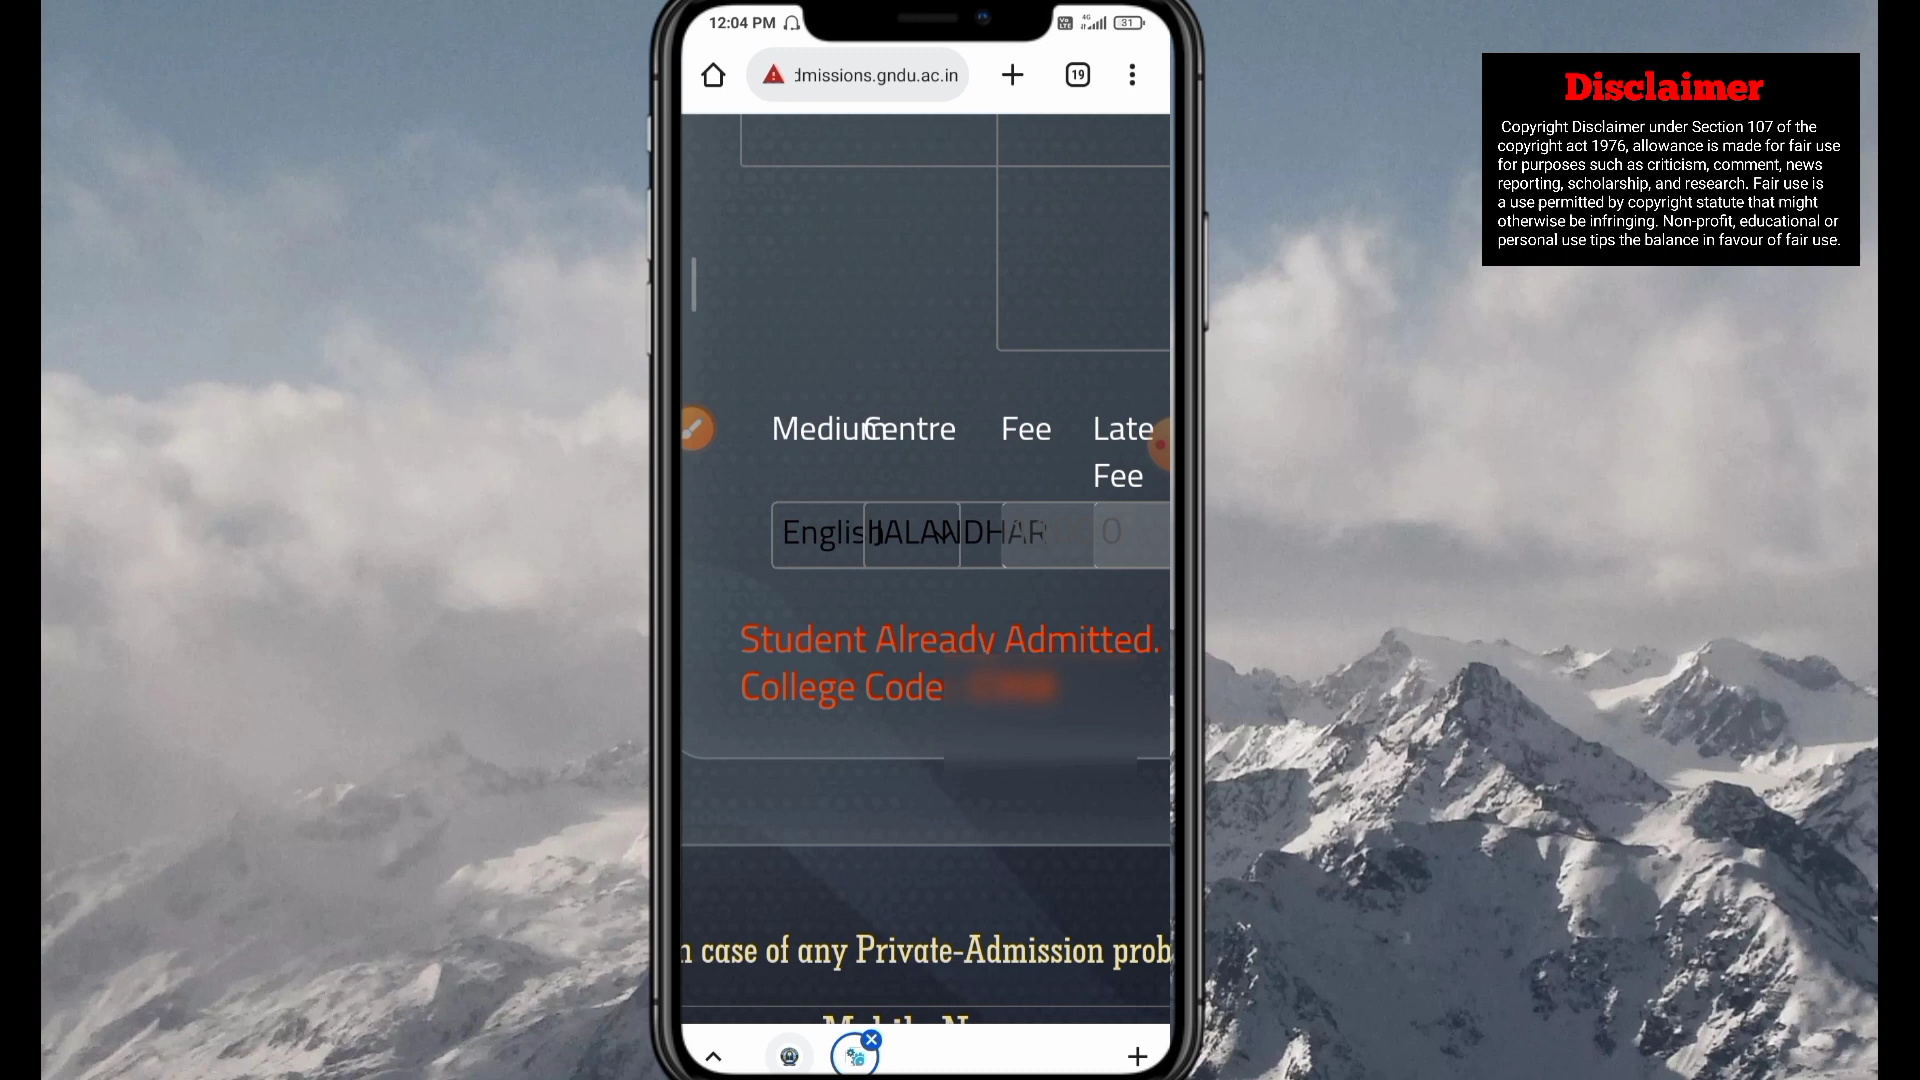 12:04 PM
Vo LTE 4G 31
dmissions.gndu.ac.in
19
Disclaimer
Copyright Disclaimer under Section 107 of the
copyright act 1976, allowance is made for fair use
for purposes such as criticism, comment, news
reporting, scholarship, and research. Fair use is
a use permitted by copyright statute that might
otherwise be infringing. Non-profit, educational or
personal use tips the balance in favour of fair use.
Medium Centre Fee Late
Fee
English JALANDHAR 0
Student Already Admitted.
College Code
n case of any Private-Admission prob